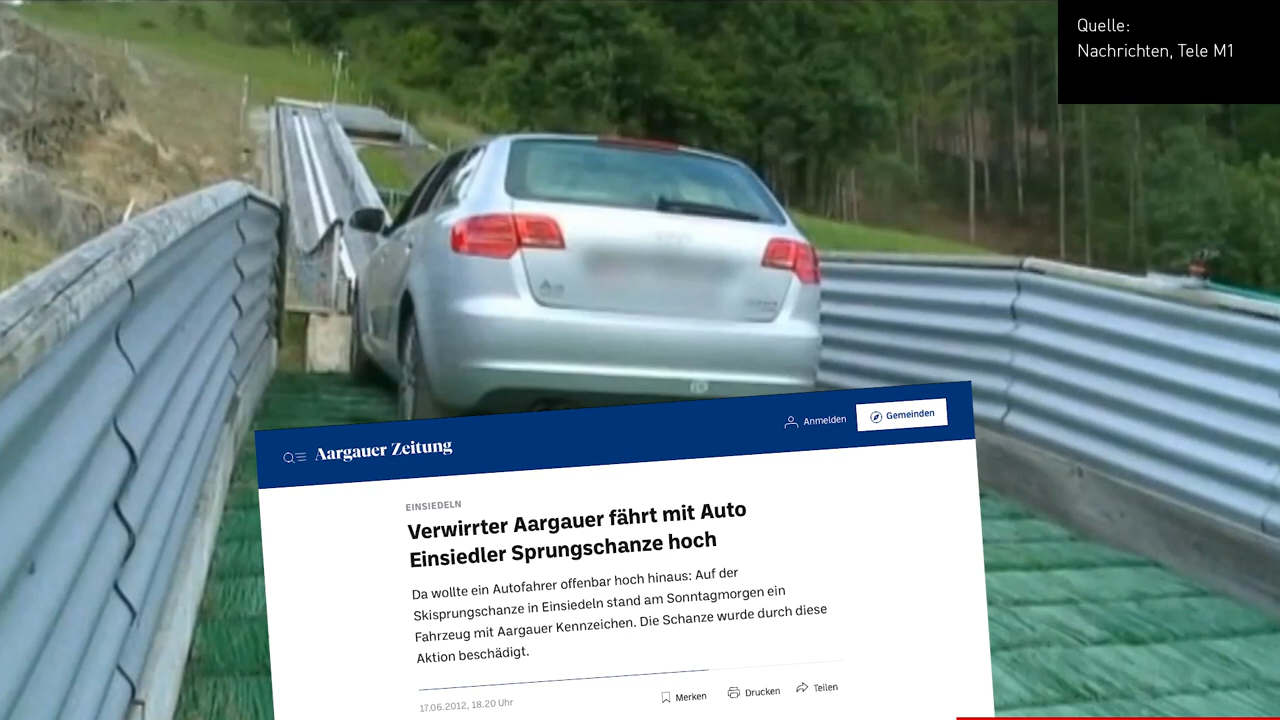 Quelle:
Nachrichten, Tele M1
Aargauer Zeitung
Anmelden
Gemeinden
EINSIEDELN
Verwirrter Aargauer fährt mit Auto
Einsiedler Sprungschanze hoch
Da wollte ein Autofahrer offenbar hoch hinaus: Auf der
Skisprungschanze in Einsiedeln stand am Sonntagmorgen ein
Fahrzeug mit Aargauer Kennzeichen. Die Schanze wurde durch diese
Aktion beschädigt.
17.06.2012, 18.20 Uhr
Merken
Drucken
Teilen